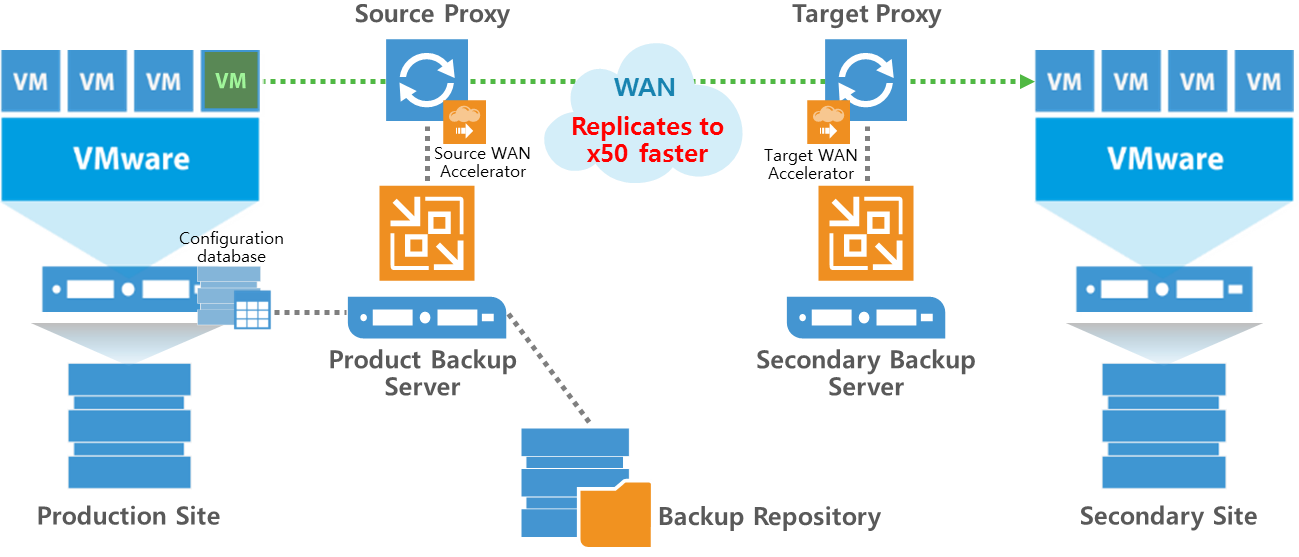 Source Proxy
Target Proxy
VM VM VM VM
WAN
Replicates to
x50 faster
VM VM VM VM
VMware
Source WAN
Accelerator
Target WAN
Accelerator
VMware
Configuration
database
Product Backup
Server
Secondary Backup
Server
Production Site
Backup Repository
Secondary Site